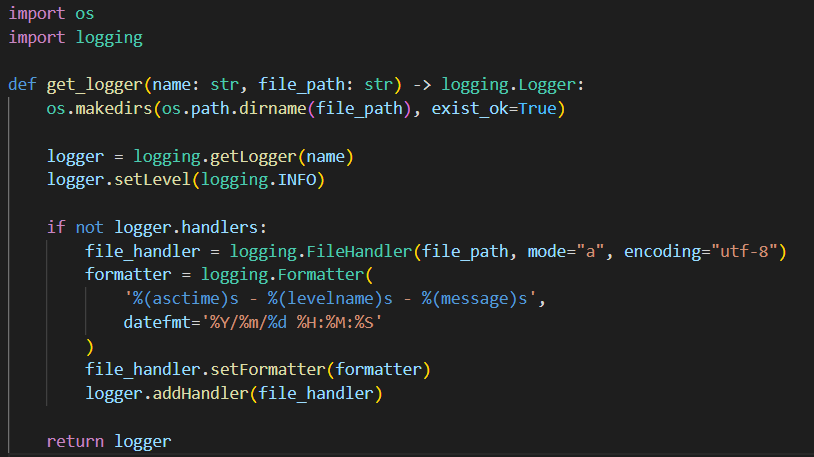 import os
import logging

def get_logger(name: str, file_path: str) -> logging.Logger:
    os.makedirs(os.path.dirname(file_path), exist_ok=True)

    logger = logging.getLogger(name)
    logger.setLevel(logging.INFO)

    if not logger.handlers:
        file_handler = logging.FileHandler(file_path, mode="a", encoding="utf-8")
        formatter = logging.Formatter(
            '%(asctime)s - %(levelname)s - %(message)s',
            datefmt='%Y/%m/%d %H:%M:%S'
        )
        file_handler.setFormatter(formatter)
        logger.addHandler(file_handler)

    return logger